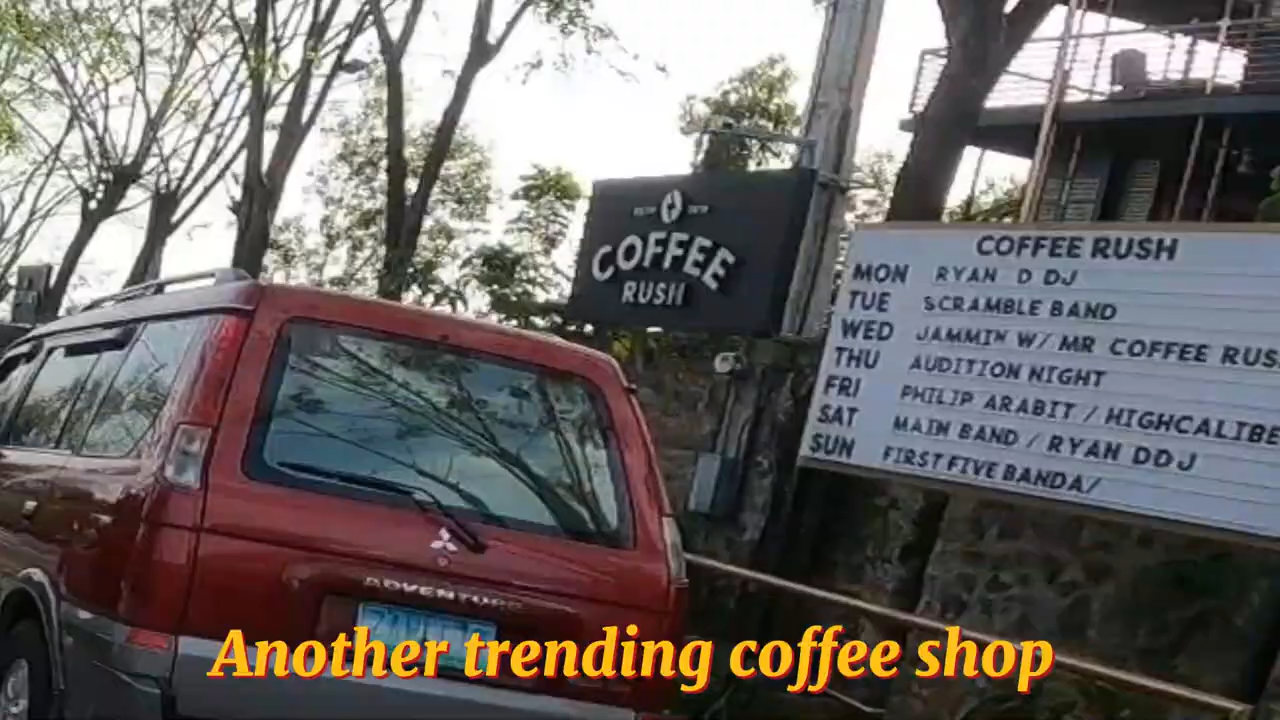 COFFEE
RUSH
COFFEE RUSH
MON RYAN D DJ
TUE SCRAMBLE BAND
WED JAMMIN W/ MR COFFEE RUS
THU AUDITION NIGHT
FRI PHILIP ARABIT / HIGHCALIBE
SAT MAIN BAND / RYAN DDJ
SUN FIRST FIVE BANDA/
ADVENTURE
Another trending coffee shop